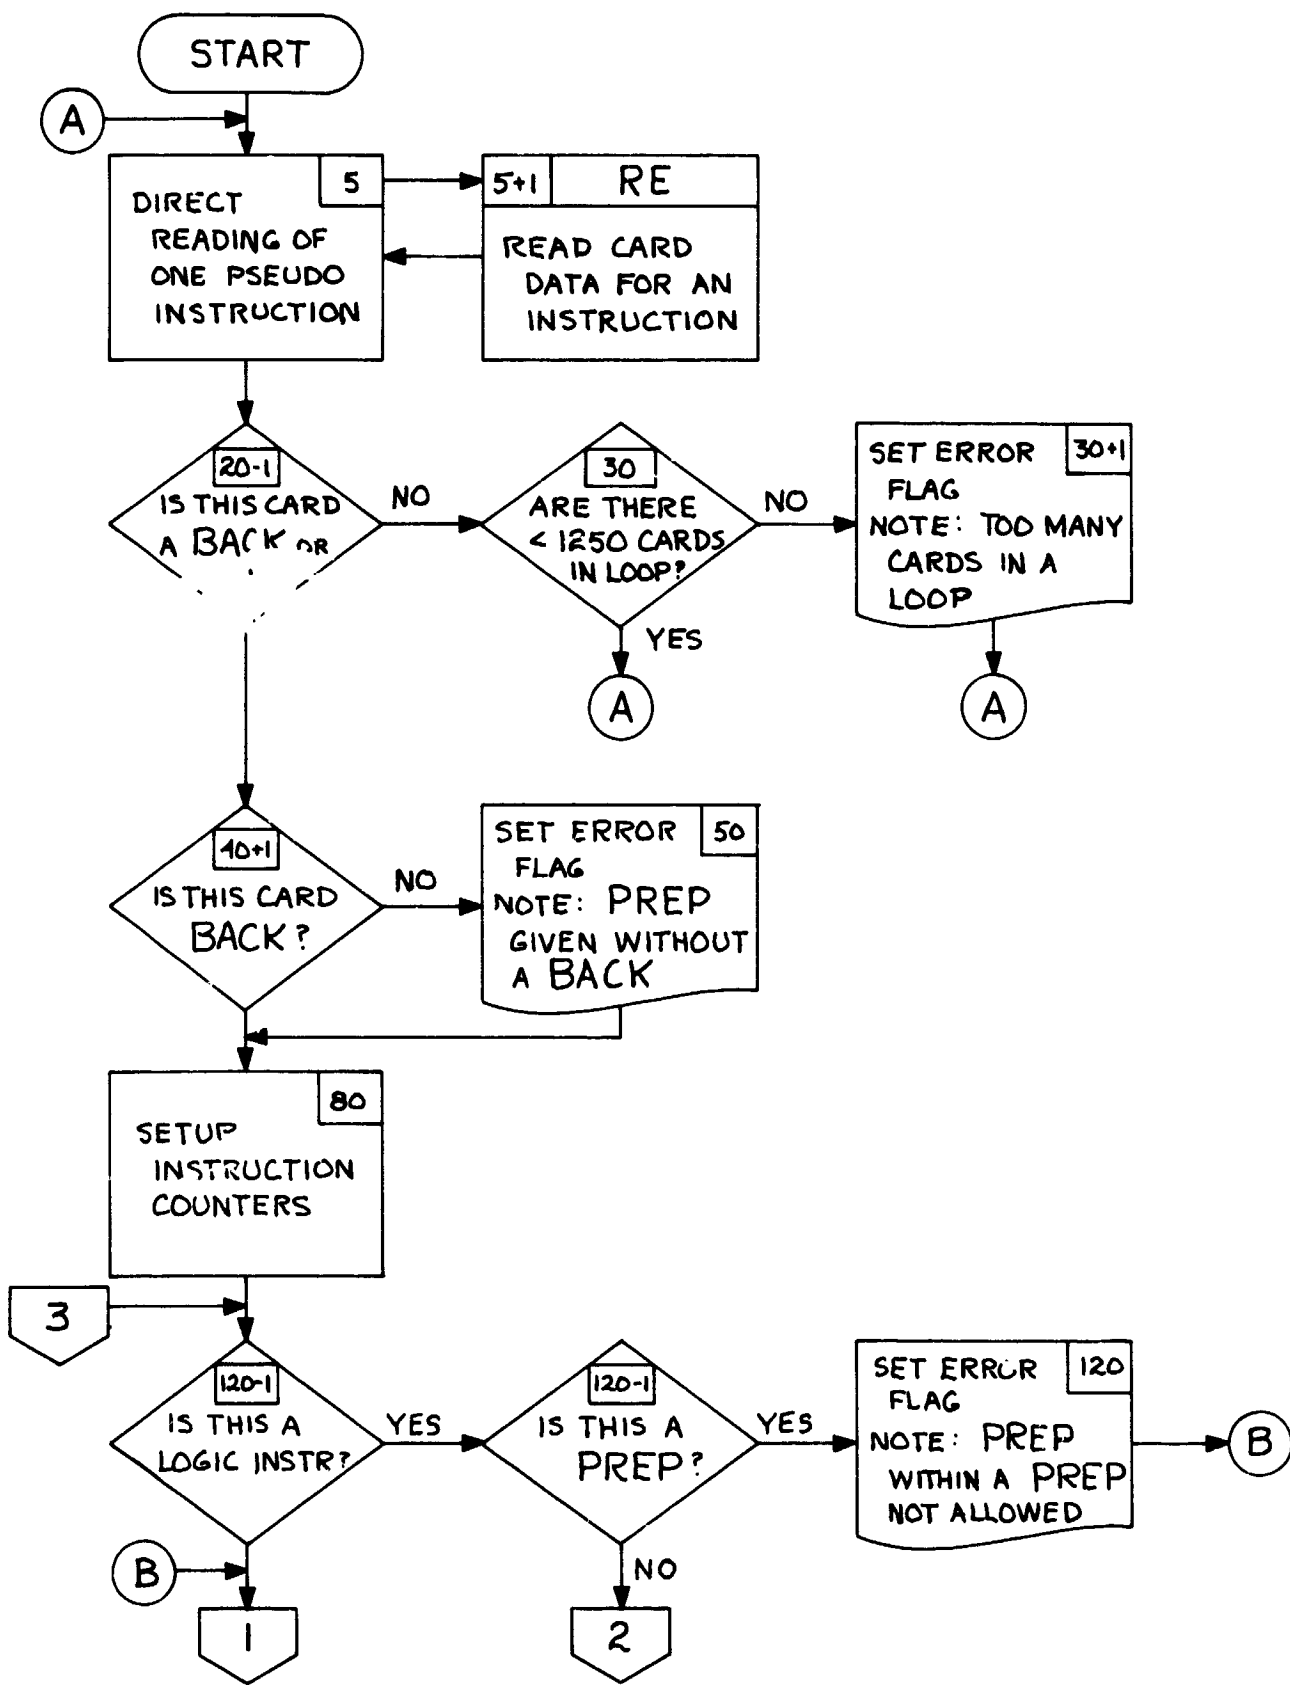 START
A
5
DIRECT
READING OF
ONE PSEUDO
INSTRUCTION
5+1
RE
READ CARD
DATA FOR AN
INSTRUCTION
20-1
IS THIS CARD
A BACK OR
NO
30
ARE THERE
< 1250 CARDS
IN LOOP?
NO
YES
30+1
SET ERROR
FLAG
NOTE: TOO MANY
CARDS IN A
LOOP
A
A
40+1
IS THIS CARD
BACK?
NO
50
SET ERROR
FLAG
NOTE: PREP
GIVEN WITHOUT
A BACK
80
SETUP
INSTRUCTION
COUNTERS
3
120-1
IS THIS A
LOGIC INSTR?
YES
120-1
IS THIS A
PREP?
YES
120
SET ERROR
FLAG
NOTE: PREP
WITHIN A PREP
NOT ALLOWED
B
B
NO
1
2